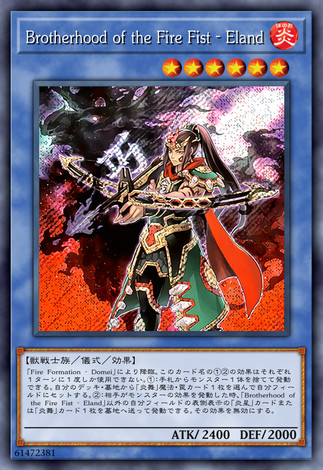 Brotherhood of the Fire Fist - Eland
炎
【獣戦士族／儀式／効果】
「Fire Formation - Domei」により降臨。このカード名の①②の効果はそれぞれ
１ターンに１度しか使用できない。①：手札からモンスター１体を捨てて発動
できる。自分のデッキ・墓地から「炎舞」魔法・罠カード１枚を選んで自分フィール
ドにセットする。②：相手がモンスターの効果を発動した時、「Brotherhood of
the Fire Fist - Eland」以外の自分フィールドの表側表示の「炎星」カードまた
は「炎舞」カード１枚を墓地へ送って発動できる。その効果を無効にする。
ATK/ 2400 DEF/ 2000
61472381